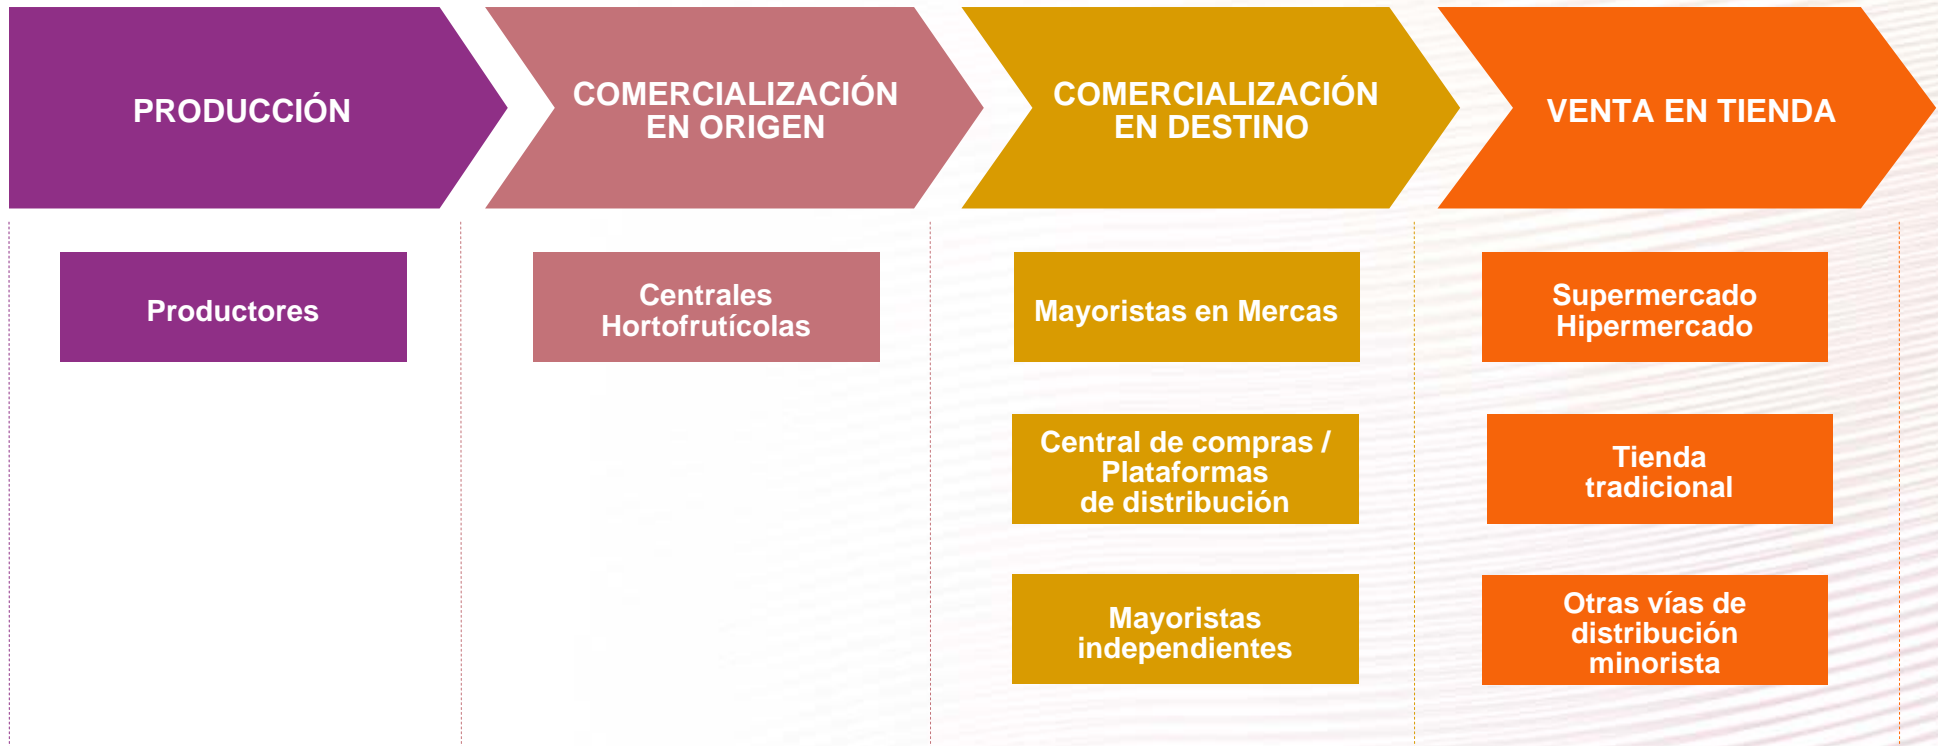 PRODUCCIÓN
COMERCIALIZACIÓN
EN ORIGEN
COMERCIALIZACIÓN
EN DESTINO
VENTA EN TIENDA
Productores
Centrales
Hortofrutícolas
Mayoristas en Mercas
Supermercado
Hipermercado
Central de compras /
Plataformas
de distribución
Tienda
tradicional
Mayoristas
independientes
Otras vías de
distribución
minorista